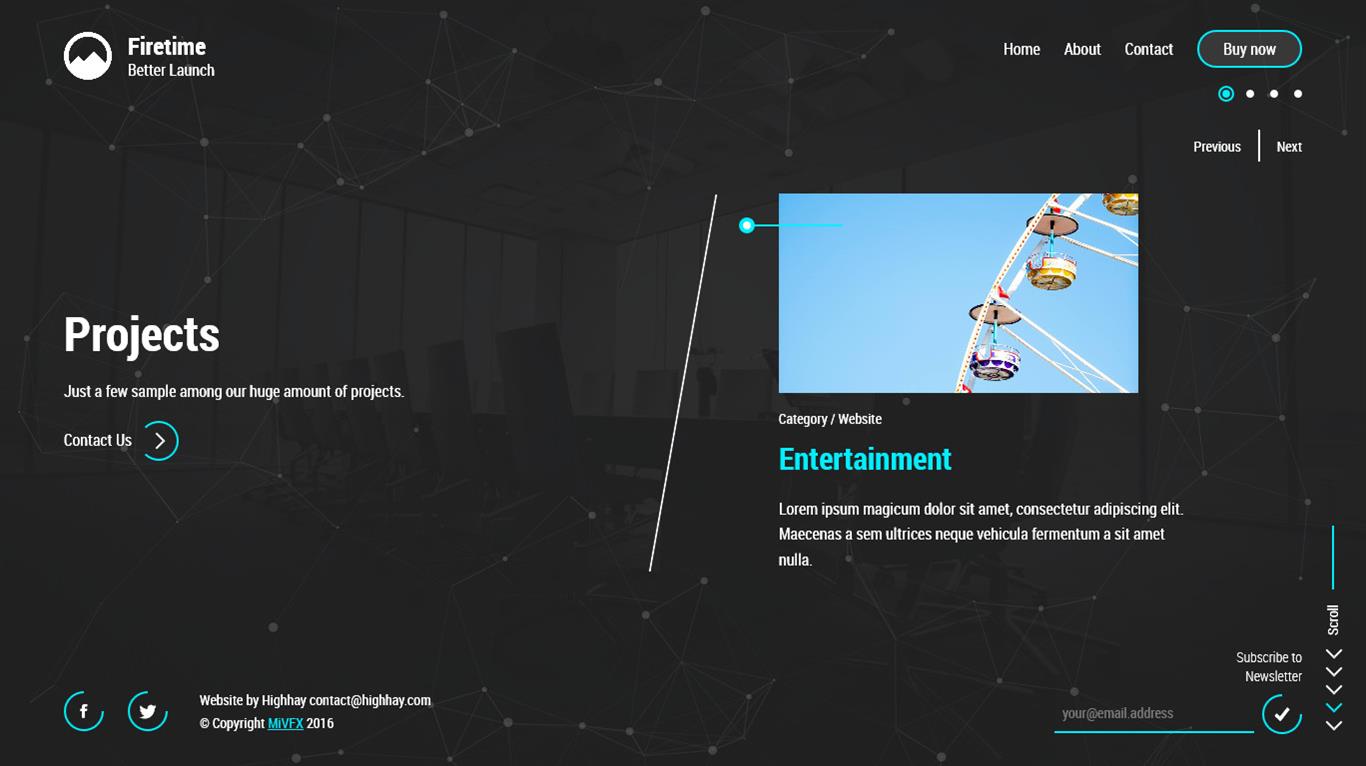 Firetime
Better Launch
Home
About
Contact
Buy now
Previous
Next
Projects
Just a few sample among our huge amount of projects.
Contact Us
Category / Website
Entertainment
Lorem ipsum magicum dolor sit amet, consectetur adipiscing elit.
Maecenas a sem ultrices neque vehicula fermentum a sit amet
nulla.
Scroll
Subscribe to
Newsletter
your@email.address
Website by Highhay contact@highhay.com
© Copyright MiVFX 2016